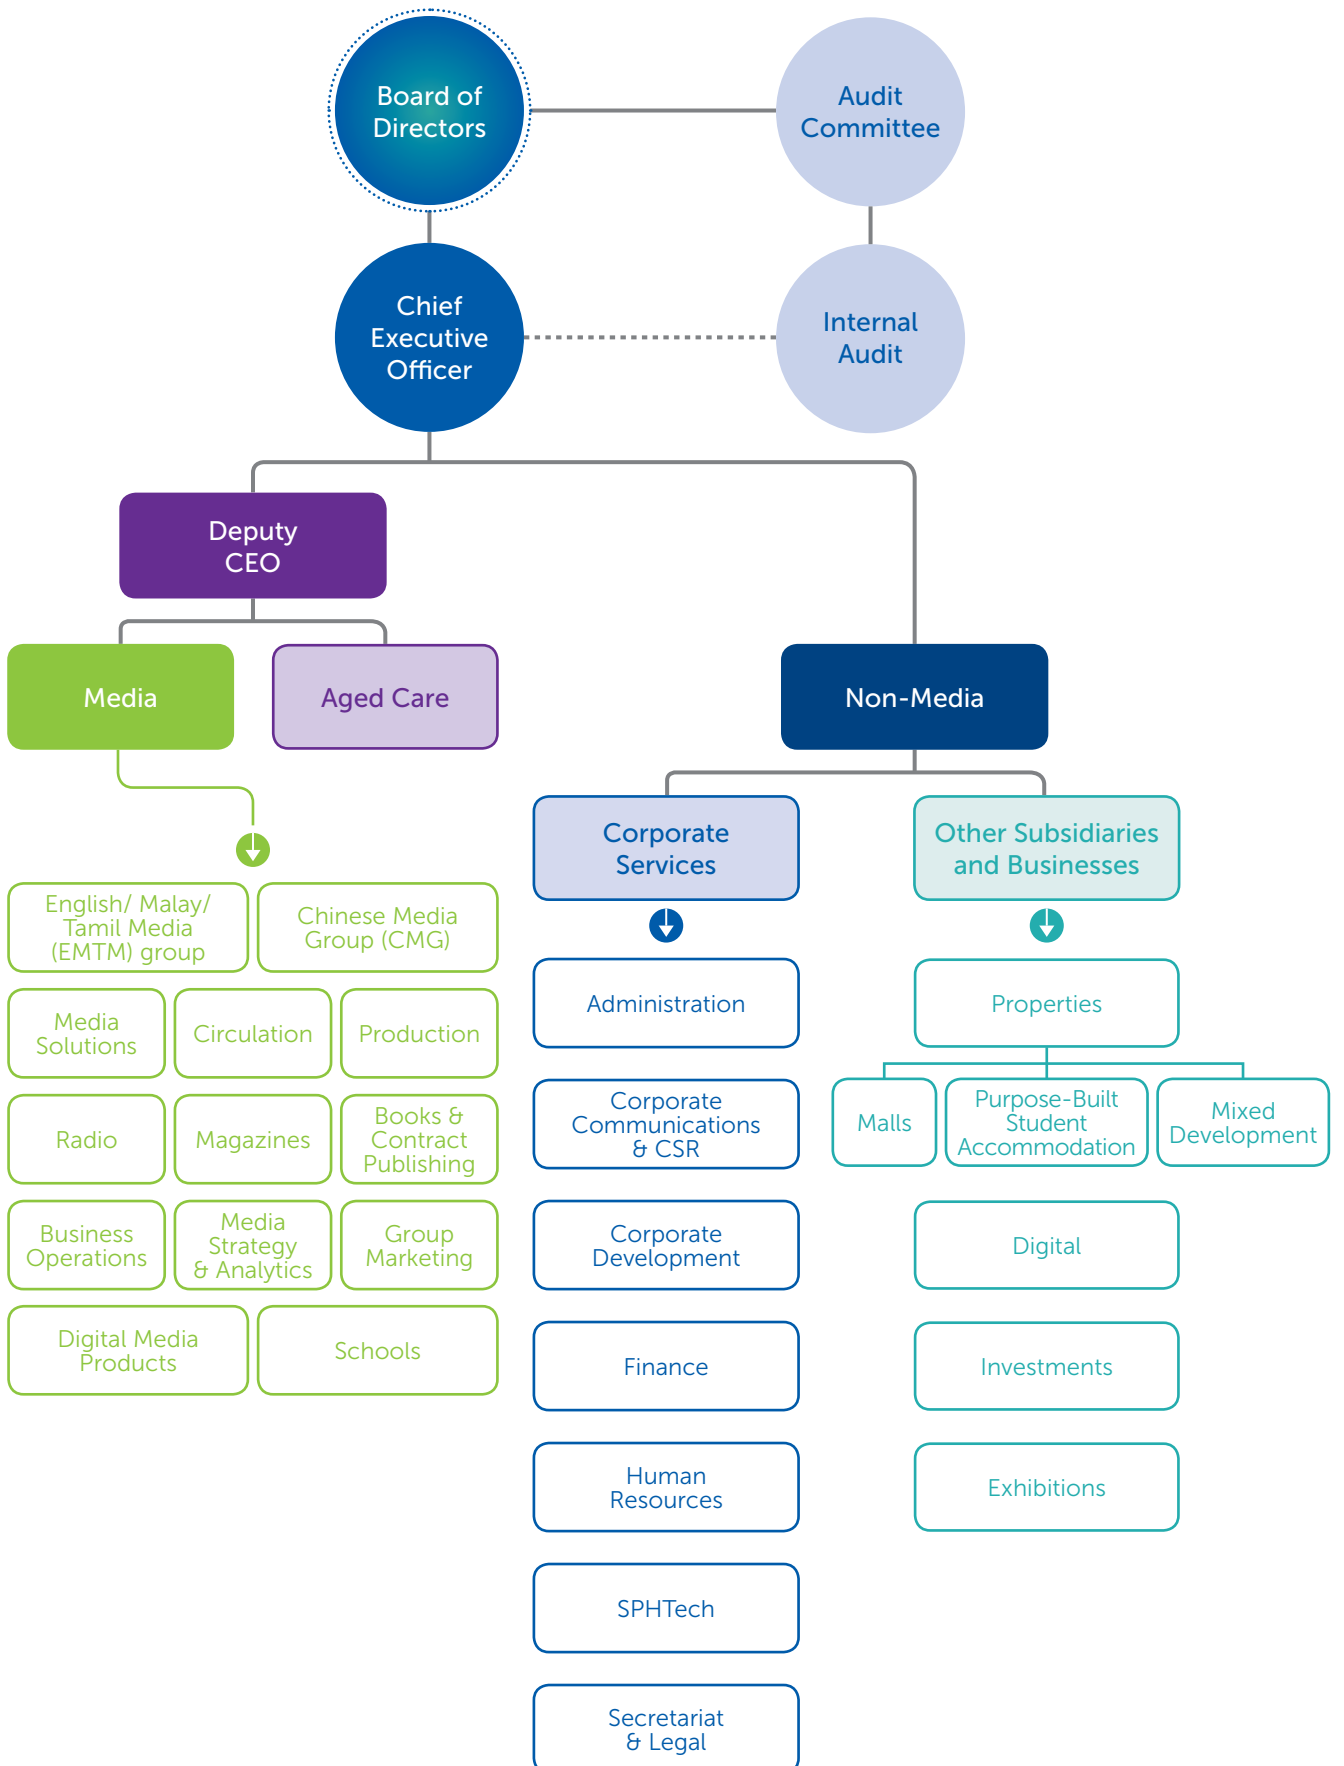 Board of
Directors
Audit
Committee
Chief
Executive
Officer
Internal
Audit
Deputy
CEO
Media
Aged Care
Non-Media
Corporate
Services
Other Subsidiaries
and Businesses
English/ Malay/
Tamil Media
(EMTM) group
Chinese Media
Group (CMG)
Media
Solutions
Circulation
Production
Radio
Magazines
Books &
Contract
Publishing
Business
Operations
Media
Strategy
& Analytics
Group
Marketing
Digital Media
Products
Schools
Administration
Corporate
Communications
& CSR
Corporate
Development
Finance
Human
Resources
SPHTech
Secretariat
& Legal
Properties
Malls
Purpose-Built
Student
Accommodation
Mixed
Development
Digital
Investments
Exhibitions